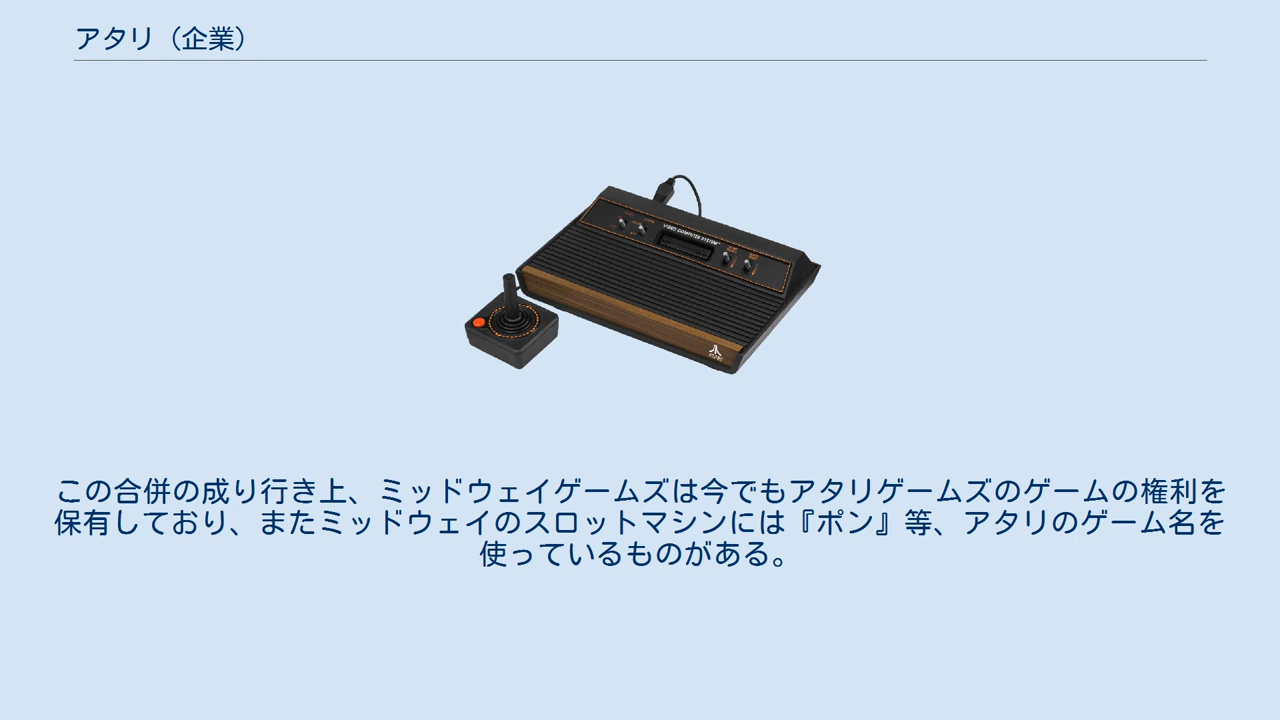 アタリ（企業）
VIDEO COMPUTER SYSTEM
この合併の成り行き上、ミッドウェイゲームズは今でもアタリゲームズのゲームの権利を
保有しており、またミッドウェイのスロットマシンには『ポン』等、アタリのゲーム名を
使っているものがある。